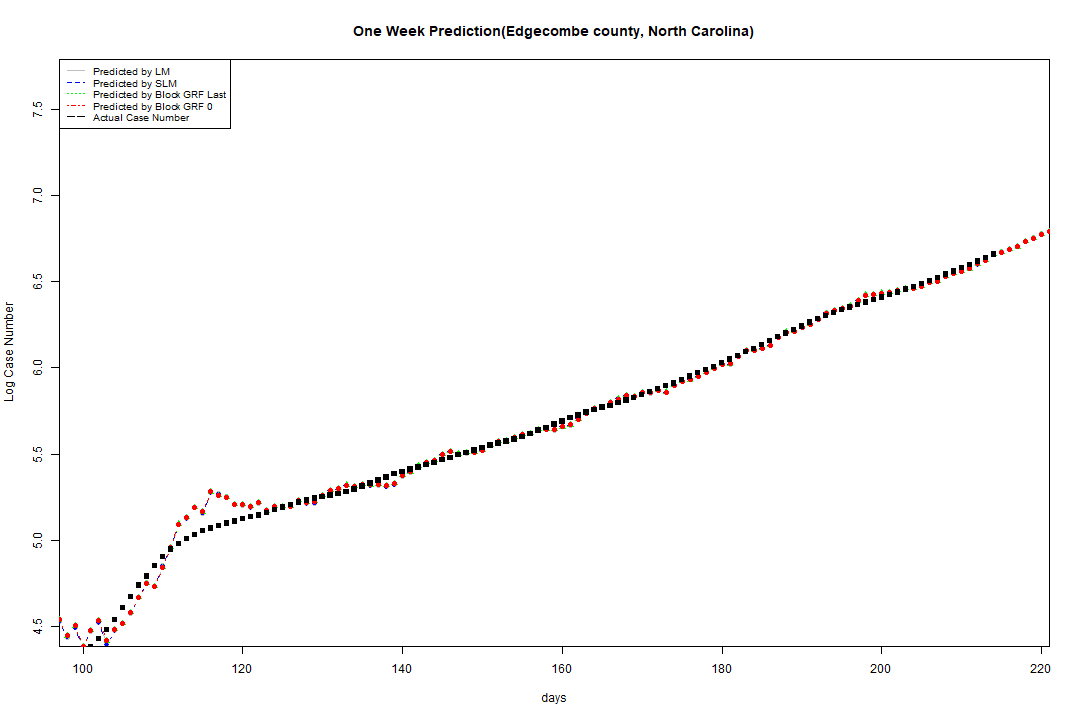 One Week Prediction(Edgecombe county, North Carolina)
Predicted by LM
Predicted by SLM
Predicted by Block GRF Last
Predicted by Block GRF 0
Actual Case Number
7.5
7.0
6.5
6.0
5.5
5.0
4.5
Log Case Number
100 120 140 160 180 200 220
days